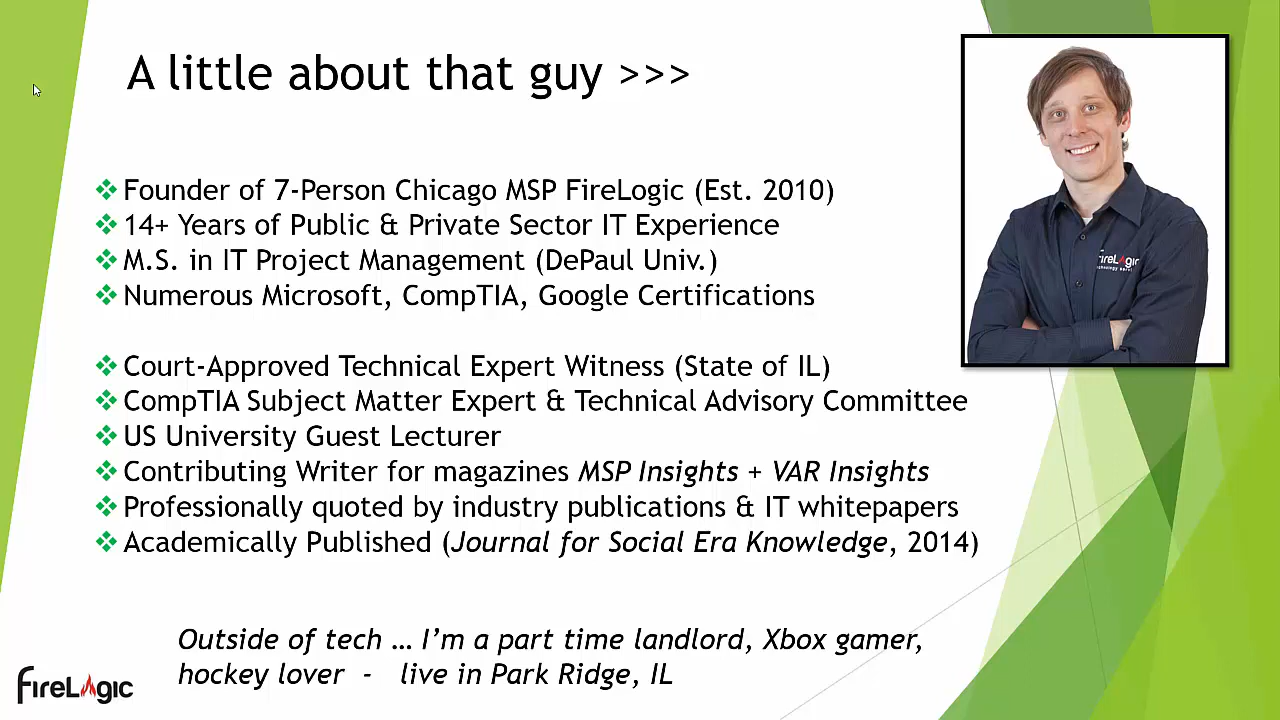 A little about that guy >>>
Founder of 7-Person Chicago MSP FireLogic (Est. 2010)
14+ Years of Public & Private Sector IT Experience
M.S. in IT Project Management (DePaul Univ.)
Numerous Microsoft, CompTIA, Google Certifications
Court-Approved Technical Expert Witness (State of IL)
CompTIA Subject Matter Expert & Technical Advisory Committee
US University Guest Lecturer
Contributing Writer for magazines MSP Insights + VAR Insights
Professionally quoted by industry publications & IT whitepapers
Academically Published (Journal for Social Era Knowledge, 2014)
Outside of tech … I'm a part time landlord, Xbox gamer,
hockey lover - live in Park Ridge, IL
FireLogic